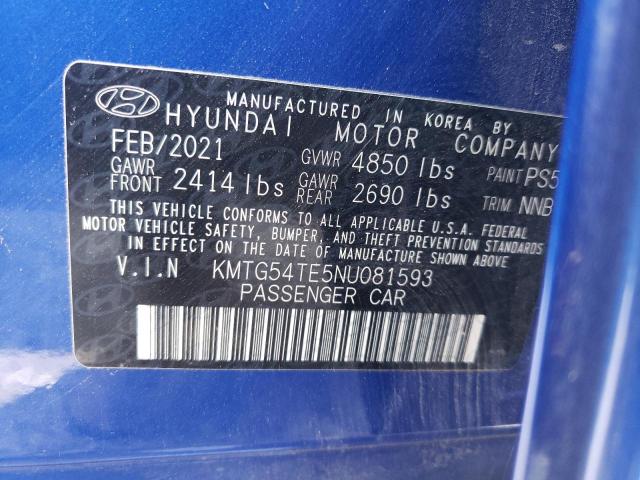 MANUFACTURED IN KOREA BY
HYUNDAI MOTOR COMPANY
FEB/2021 GVWR 4850 lbs PAINT PS5
GAWR FRONT 2414 lbs GAWR REAR 2690 lbs TRIM NNB
THIS VEHICLE CONFORMS TO ALL APPLICABLE U.S.A. FEDERAL
MOTOR VEHICLE SAFETY, BUMPER, AND THEFT PREVENTION STANDARDS
IN EFFECT ON THE DATE OF MANUFACTURE SHOWN ABOVE
V.I.N KMTG54TE5NU081593
PASSENGER CAR